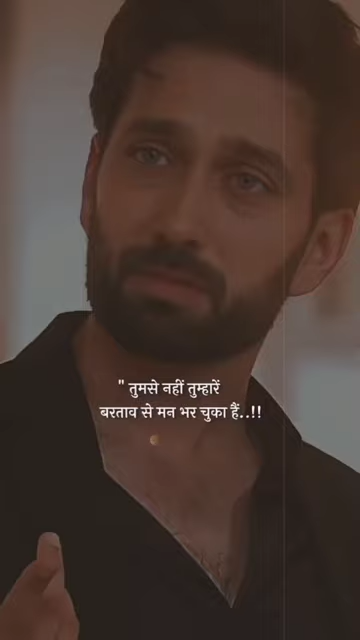 " तुमसे नहीं तुम्हारें
बरताव से मन भर चुका हैं..!!